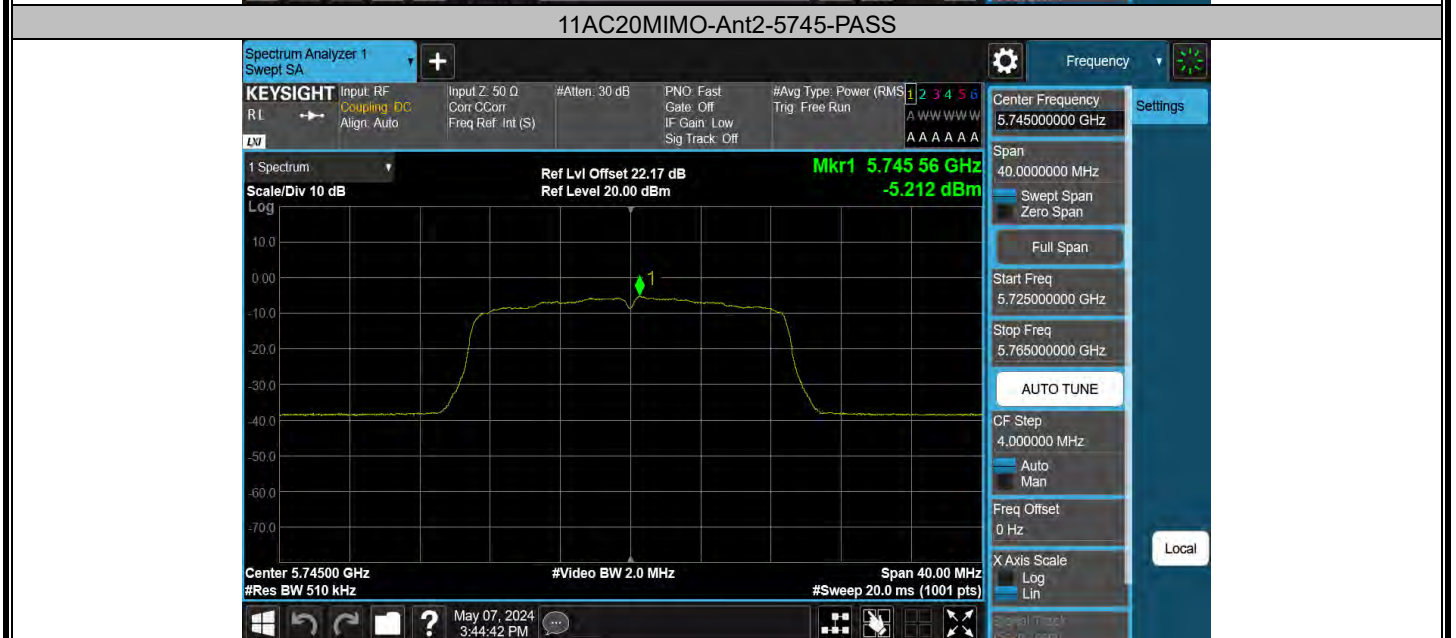 11AC20MIMO-Ant2-5745-PASS
Spectrum Analyzer 1
Swept SA
+
Frequency
KEYSIGHT
RL
LXI
Input: RF
Coupling: DC
Align: Auto
Input Z: 50 Ω
Corr CCorr
Freq Ref: Int (S)
#Atten: 30 dB
PNO: Fast
Gate: Off
IF Gain: Low
Sig Track: Off
#Avg Type: Power (RMS
Trig: Free Run
1 2 3 4 5 6
A W W W W W
A A A A A A
Center Frequency
5.745000000 GHz
Settings
1 Spectrum
Scale/Div 10 dB
Log
Ref Lvl Offset 22.17 dB
Ref Level 20.00 dBm
Mkr1 5.745 56 GHz
-5.212 dBm
Span
40.0000000 MHz
Swept Span
Zero Span
Full Span
Start Freq
5.725000000 GHz
Stop Freq
5.765000000 GHz
AUTO TUNE
CF Step
4.000000 MHz
Auto
Man
Freq Offset
0 Hz
X Axis Scale
Log
Lin
Local
10.0
0.00
-10.0
-20.0
-30.0
-40.0
-50.0
-60.0
-70.0
1
Center 5.74500 GHz
#Res BW 510 kHz
#Video BW 2.0 MHz
Span 40.00 MHz
#Sweep 20.0 ms (1001 pts)
?
May 07, 2024
3:44:42 PM